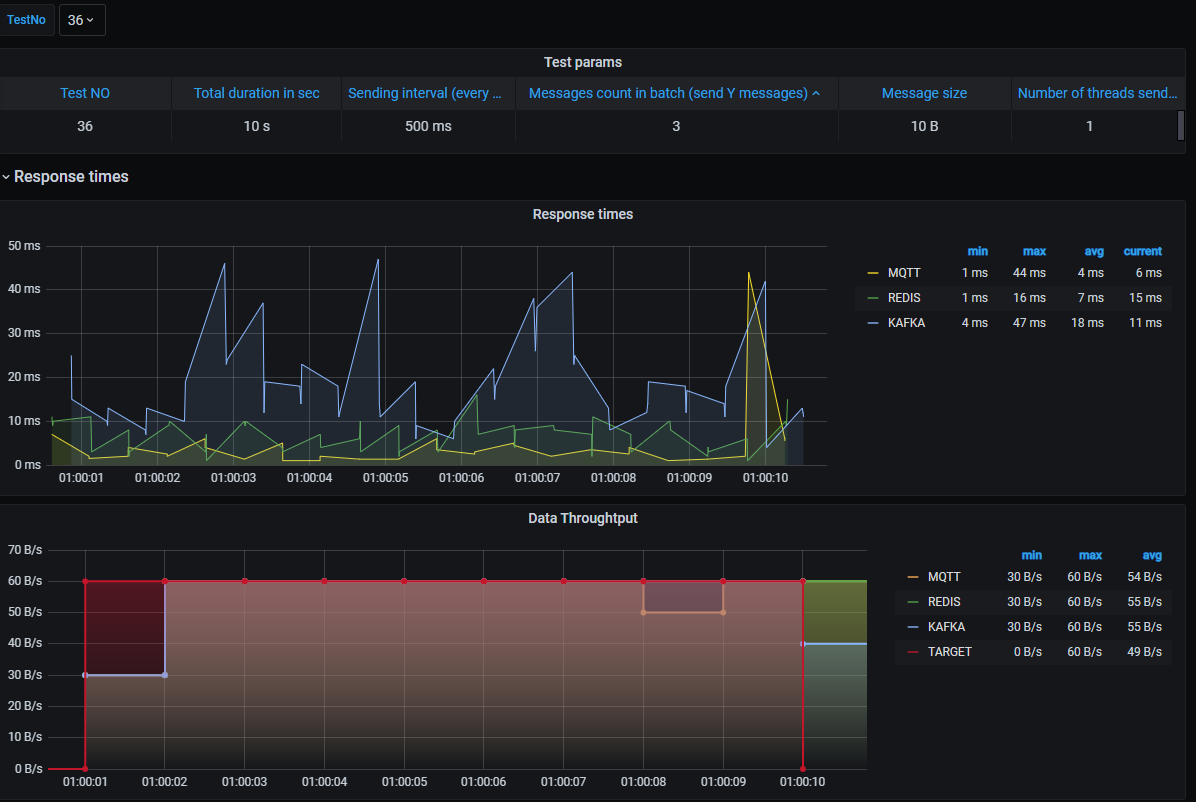 TestNo 36
Test params
Test NO Total duration in sec Sending interval (every ... Messages count in batch (send Y messages) Message size Number of threads send...
36 10 s 500 ms 3 10 B 1
Response times
Response times
50 ms
40 ms
30 ms
20 ms
10 ms
0 ms
01:00:01 01:00:02 01:00:03 01:00:04 01:00:05 01:00:06 01:00:07 01:00:08 01:00:09 01:00:10
min max avg current
MQTT 1 ms 44 ms 4 ms 6 ms
REDIS 1 ms 16 ms 7 ms 15 ms
KAFKA 4 ms 47 ms 18 ms 11 ms
Data Throughtput
70 B/s
60 B/s
50 B/s
40 B/s
30 B/s
20 B/s
10 B/s
0 B/s
01:00:01 01:00:02 01:00:03 01:00:04 01:00:05 01:00:06 01:00:07 01:00:08 01:00:09 01:00:10
min max avg
MQTT 30 B/s 60 B/s 54 B/s
REDIS 30 B/s 60 B/s 55 B/s
KAFKA 30 B/s 60 B/s 55 B/s
TARGET 0 B/s 60 B/s 49 B/s